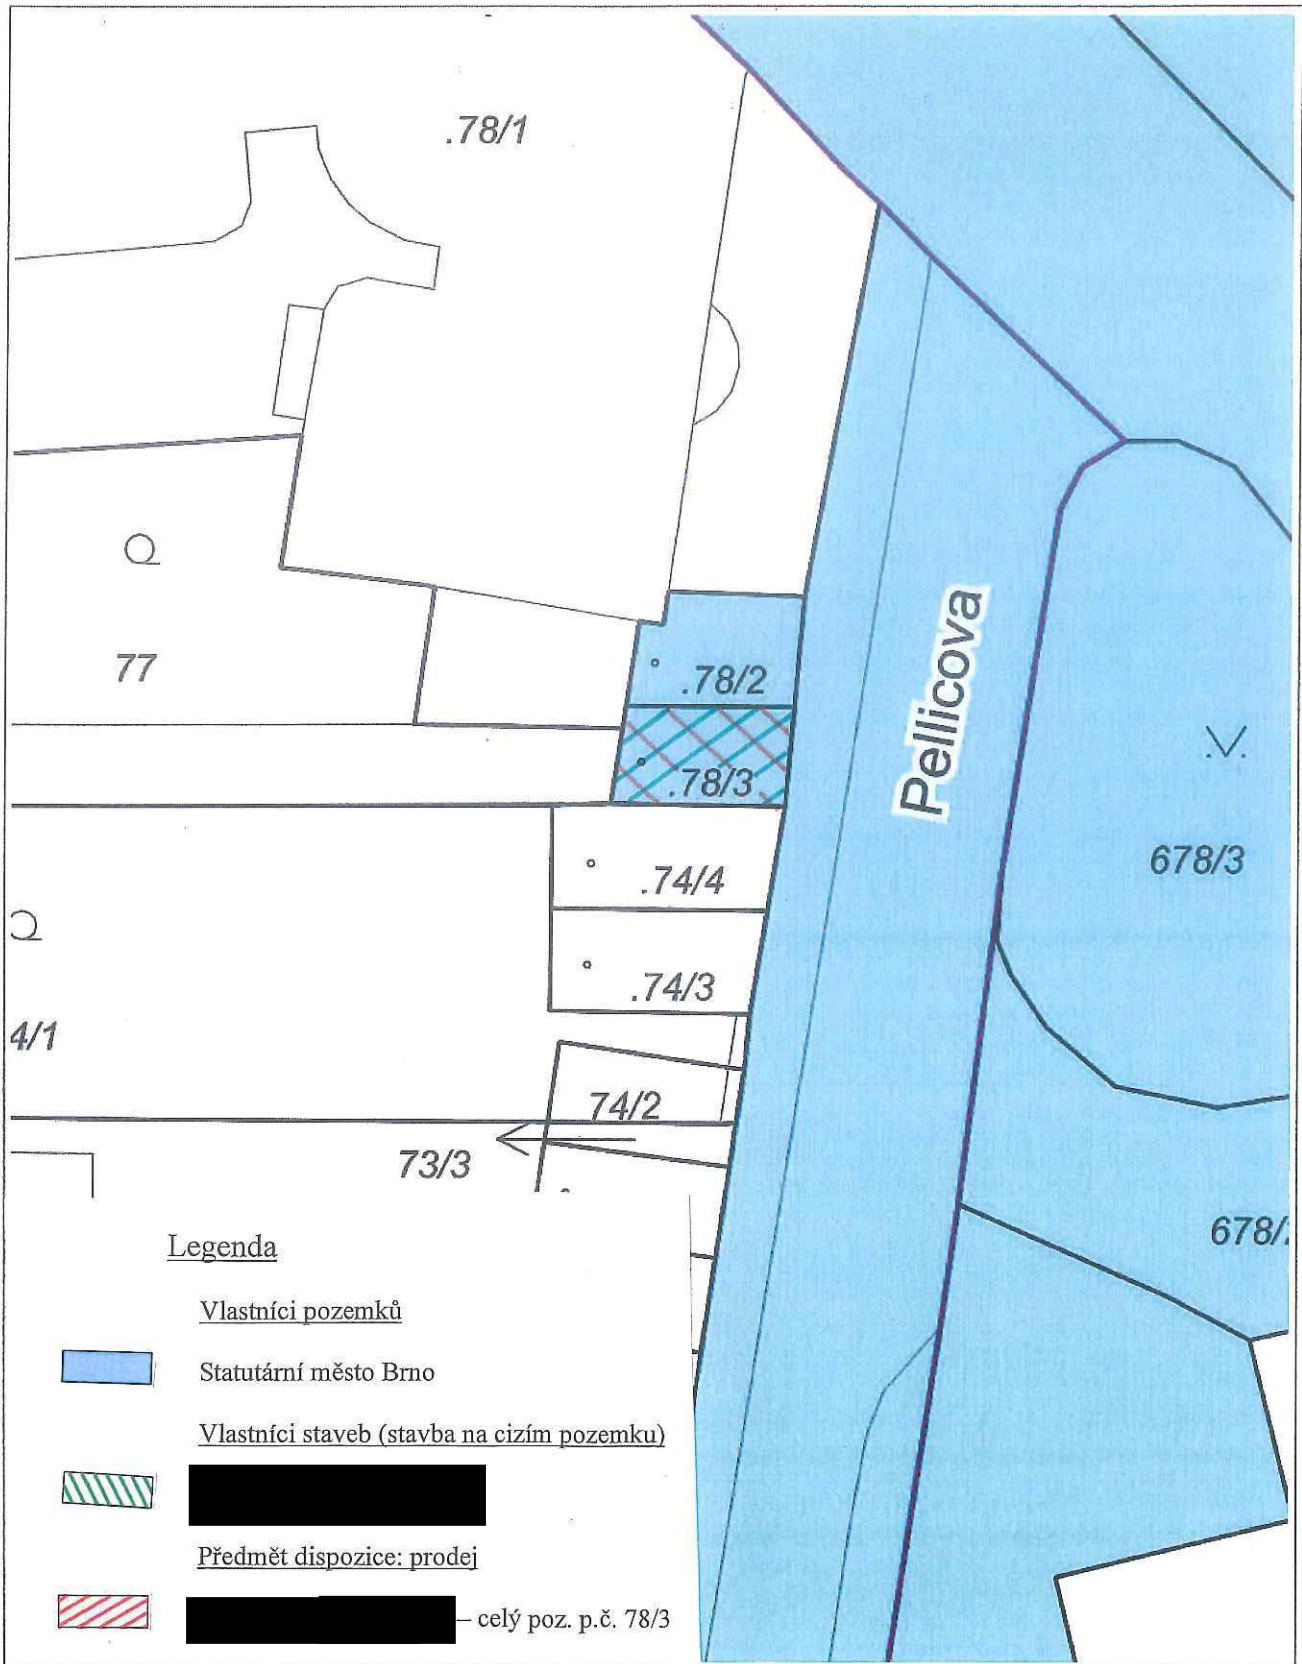 .78/1
77
.78/2
.78/3
Pellicova
678/3
.74/4
.74/3
4/1
74/2
73/3
678/
Legenda
Vlastníci pozemků
Statutární město Brno
Vlastníci staveb (stavba na cizím pozemku)
Předmět dispozice: prodej
– celý poz. p.č. 78/3